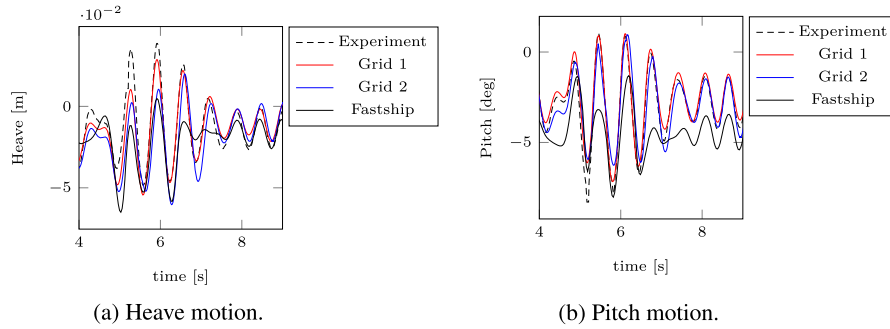 ·10⁻²
Heave [m]
0
−5
4
6
8
time [s]
Experiment
Grid 1
Grid 2
Fastship
(a) Heave motion.
Pitch [deg]
0
−5
4
6
8
time [s]
Experiment
Grid 1
Grid 2
Fastship
(b) Pitch motion.